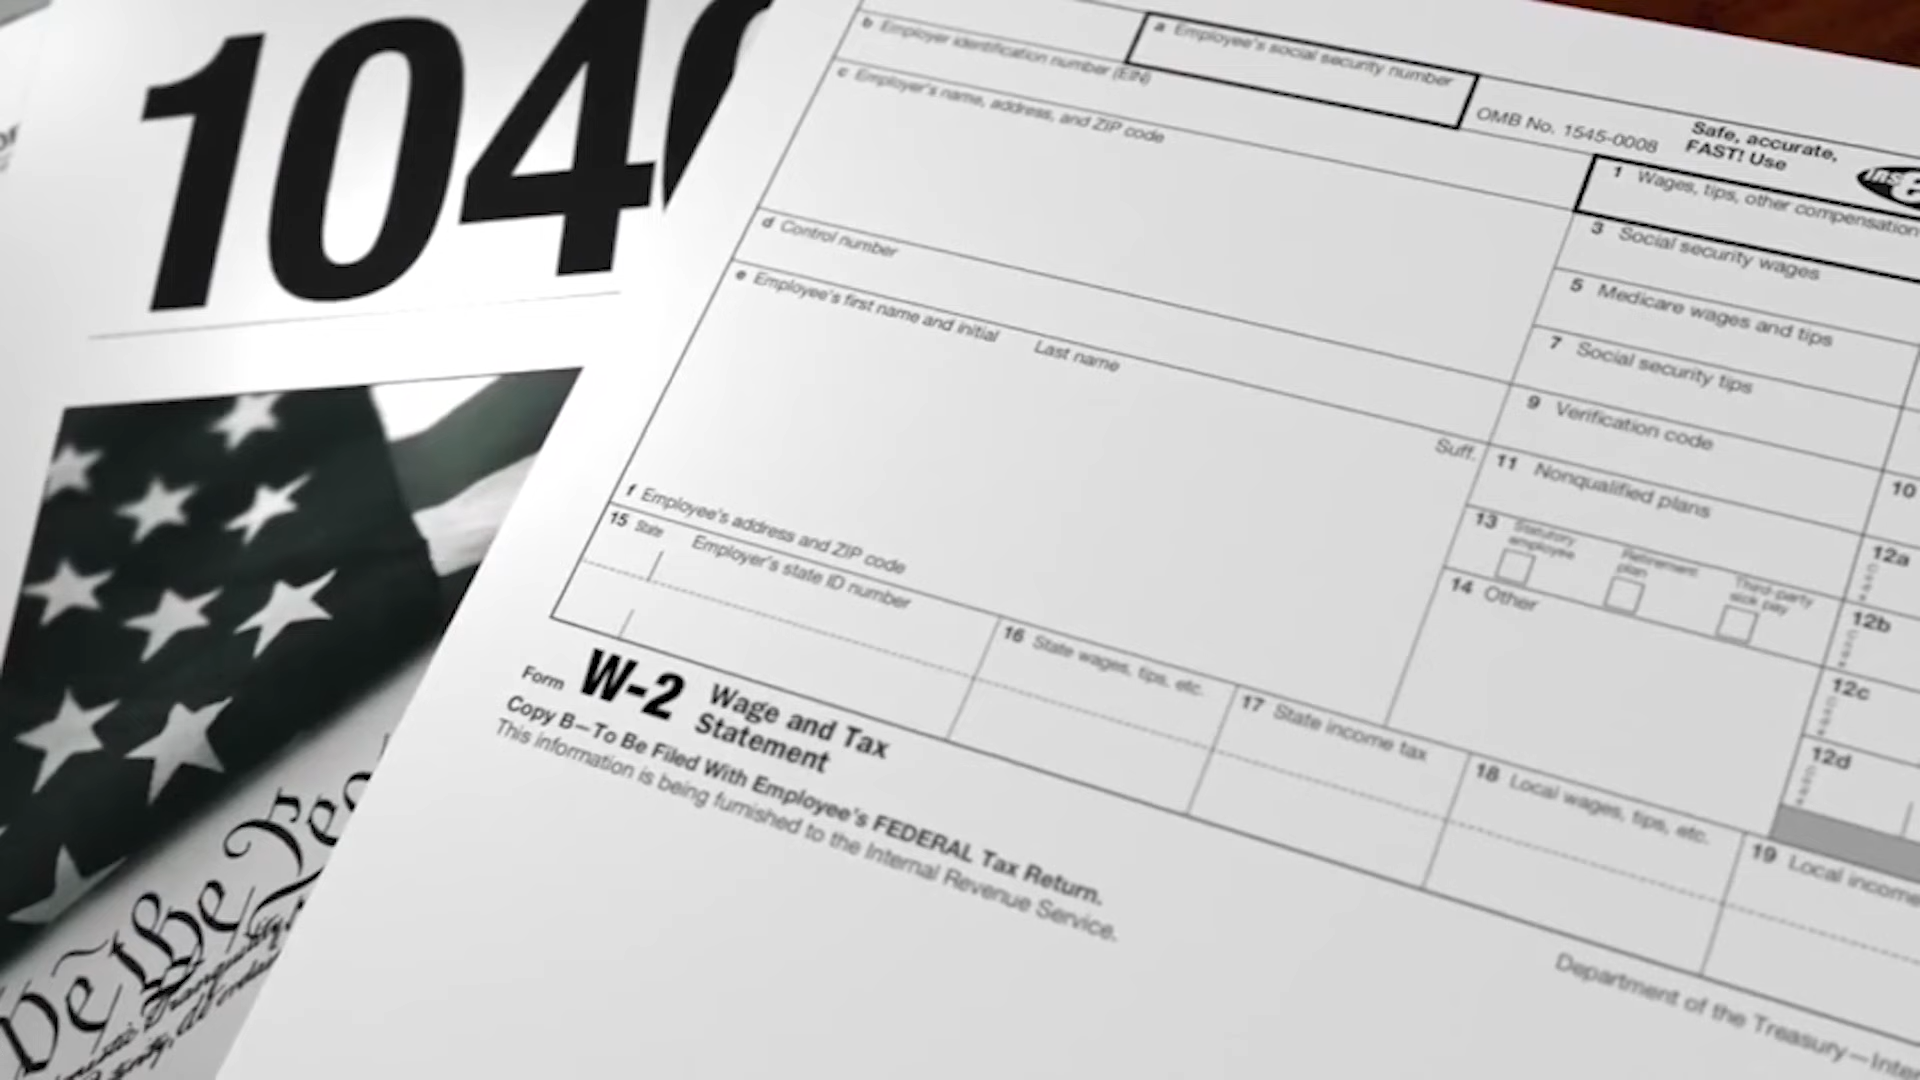 104
b Employer identification number (EIN)
a Employee's social security number
OMB No. 1545-0008
Safe, accurate,
FAST! Use
c Employer's name, address, and ZIP code
1 Wages, tips, other compensation
3 Social security wages
d Control number
5 Medicare wages and tips
e Employee's first name and initial
Last name
7 Social security tips
9 Verification code
Suff.
11 Nonqualified plans
10
13 Statutory employee
Retirement plan
Third-party sick pay
12a
f Employee's address and ZIP code
14 Other
12b
15 State
Employer's state ID number
12c
16 State wages, tips, etc.
17 State income tax
12d
18 Local wages, tips, etc.
19 Local income
Form W-2 Wage and Tax
Statement
Copy B—To Be Filed With Employee's FEDERAL Tax Return.
This information is being furnished to the Internal Revenue Service.
Department of the Treasury—Inter
We the Peo